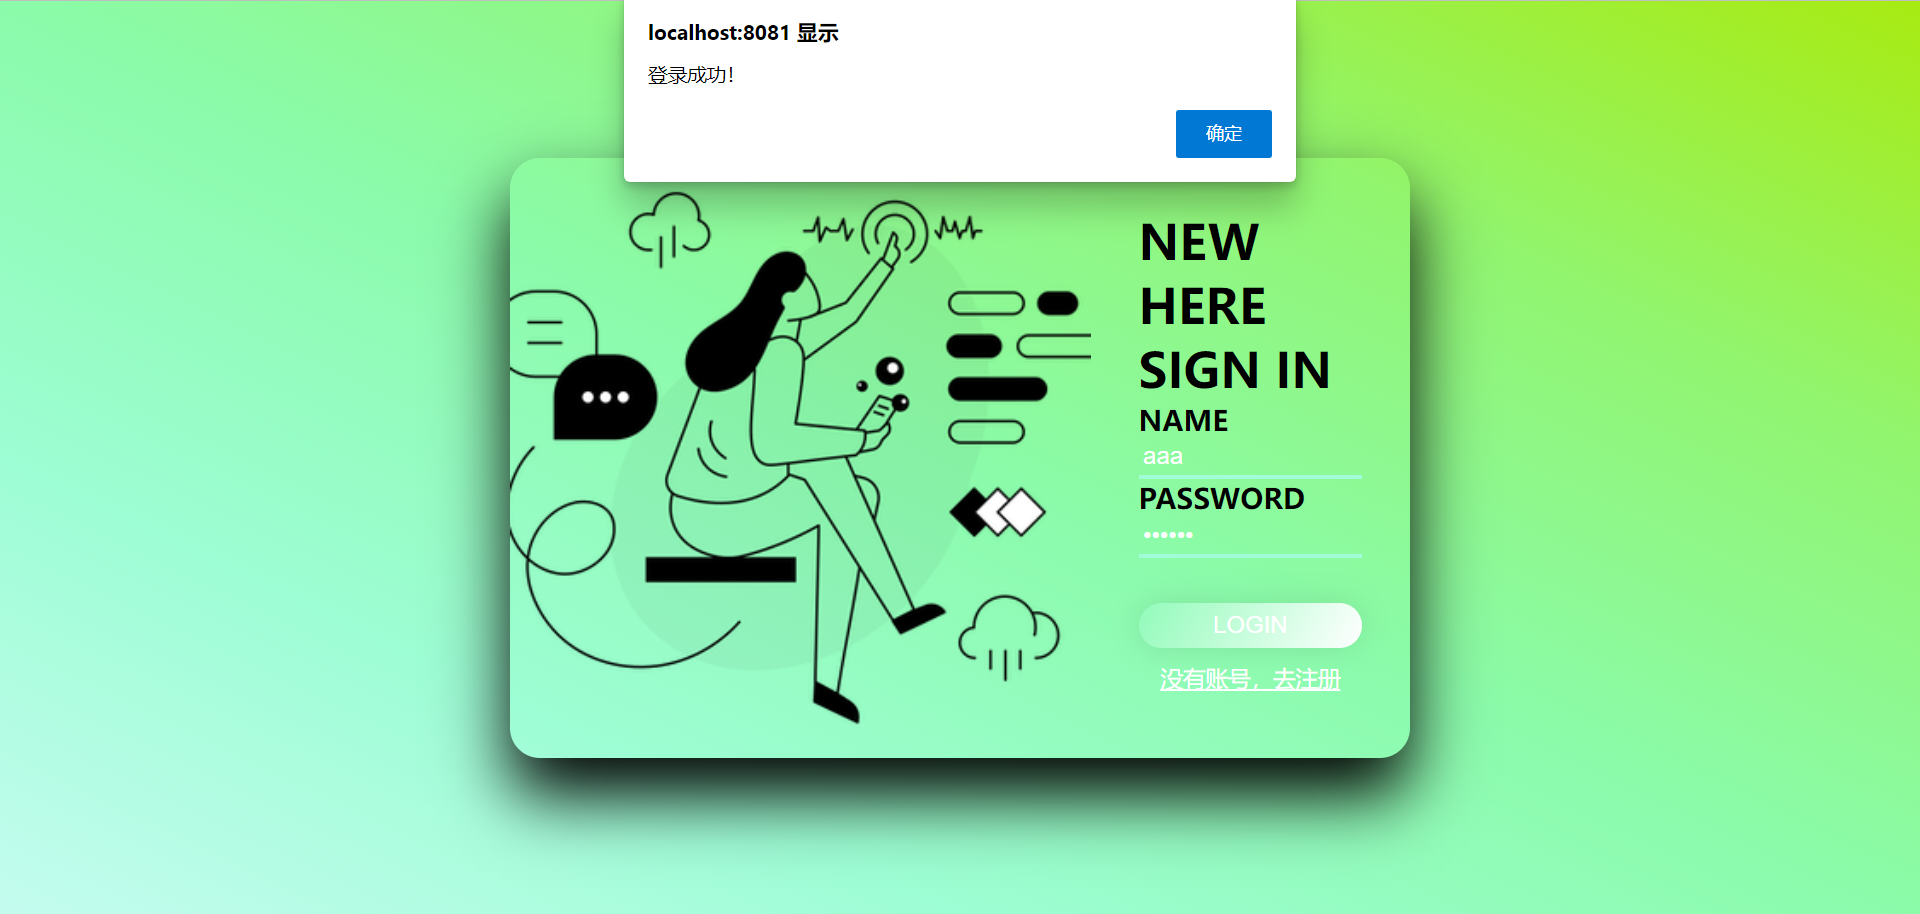 localhost:8081 显示
登录成功！
确定
NEW
HERE
SIGN IN
NAME
aaa
PASSWORD
••••••
LOGIN
没有账号，去注册